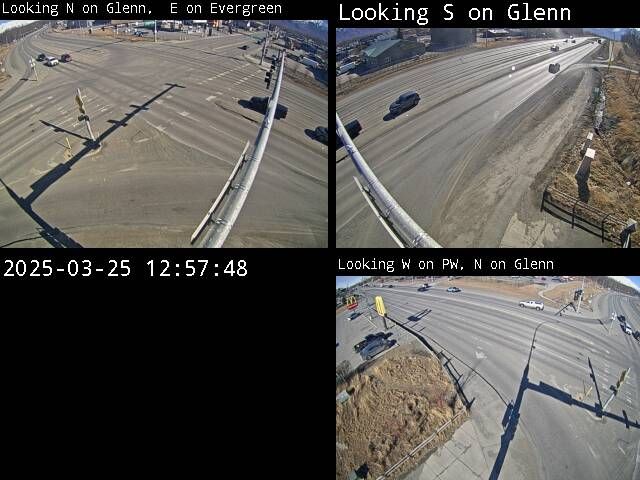 Looking N on Glenn,  E on Evergreen
Looking S on Glenn
2025-03-25 12:57:48
Looking W on PW, N on Glenn